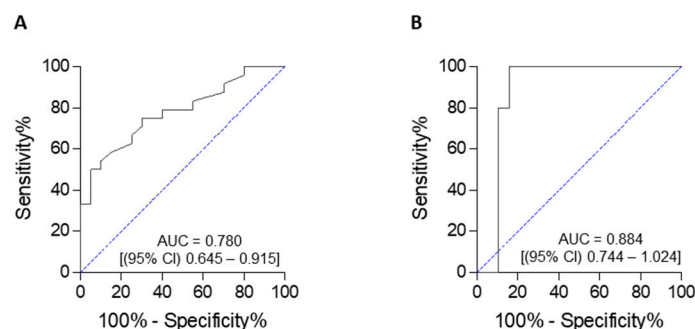 A
Sensitivity%
100
80
60
40
20
0
AUC = 0.780
[(95% CI) 0.645 – 0.915]
0 20 40 60 80 100
100% - Specificity%
B
Sensitivity%
100
80
60
40
20
0
AUC = 0.884
[(95% CI) 0.744 – 1.024]
0 20 40 60 80 100
100% - Specificity%